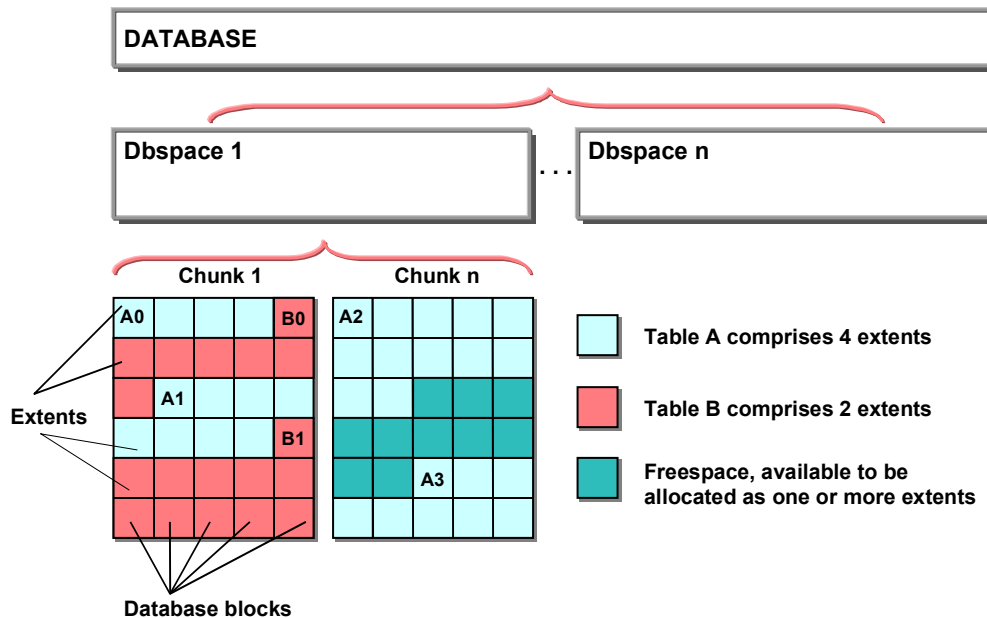 DATABASE
Dbspace 1
. . .
Dbspace n
Chunk 1
Chunk n
A0
B0
A2
A1
B1
A3
Extents
Database blocks
Table A comprises 4 extents
Table B comprises 2 extents
Freespace, available to be
allocated as one or more extents